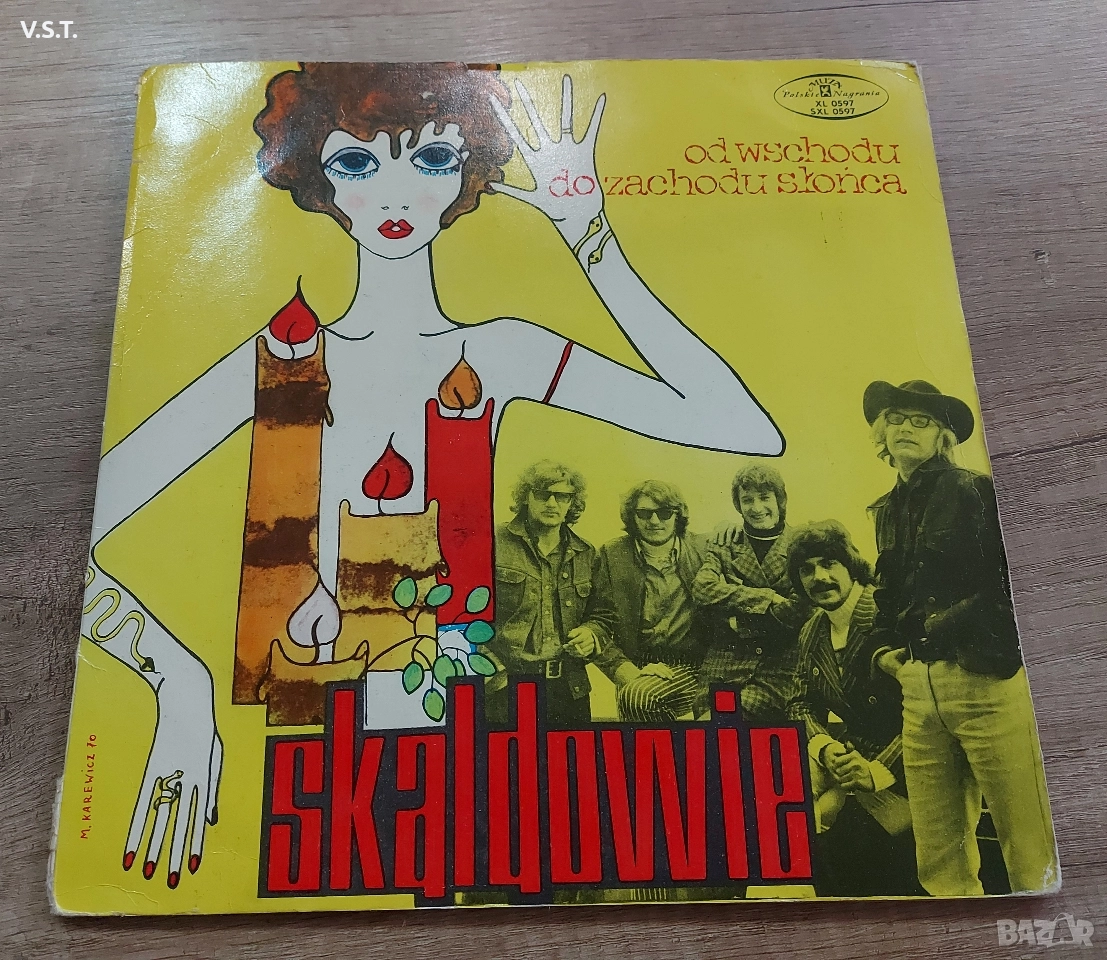 V.S.T.
MUZA
Polskie Nagrania
XL 0597
SXL 0597
od wschodu
do zachodu słońca
skaldowie
M. KAREWICZ 70
BAZAR